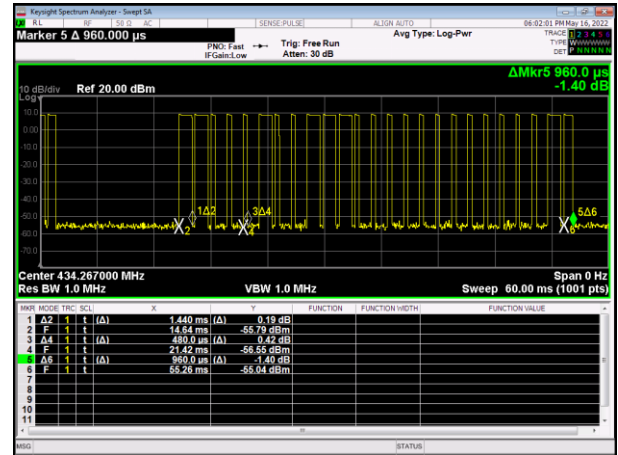 Keysight Spectrum Analyzer - Swept SA
RL RF 50 Ω AC SENSE:PULSE ALIGN AUTO 06:02:01 PM May 16, 2022
Marker 5 Δ 960.000 µs Avg Type: Log-Pwr TRACE 1 2 3 4 5 6
PNO: Fast Trig: Free Run TYPE WWWWWW
IFGain:Low Atten: 30 dB DET P NNNNN
ΔMkr5 960.0 µs
10 dB/div Ref 20.00 dBm -1.40 dB
Log
10.0
0.00
-10.0
-20.0
-30.0
-40.0
1Δ2 3Δ4 5Δ6
-50.0
2 4 6
-60.0
-70.0
Center 434.267000 MHz Span 0 Hz
Res BW 1.0 MHz VBW 1.0 MHz Sweep 60.00 ms (1001 pts)
MKR MODE TRC SCL X Y FUNCTION FUNCTION WIDTH FUNCTION VALUE
1 Δ2 1 t (Δ) 1.440 ms (Δ) 0.19 dB
2 F 1 t 14.64 ms -55.79 dBm
3 Δ4 1 t (Δ) 480.0 µs (Δ) 0.42 dB
4 F 1 t 21.42 ms -56.55 dBm
5 Δ6 1 t (Δ) 960.0 µs (Δ) -1.40 dB
6 F 1 t 55.26 ms -55.04 dBm
7
8
9
10
11
MSG STATUS